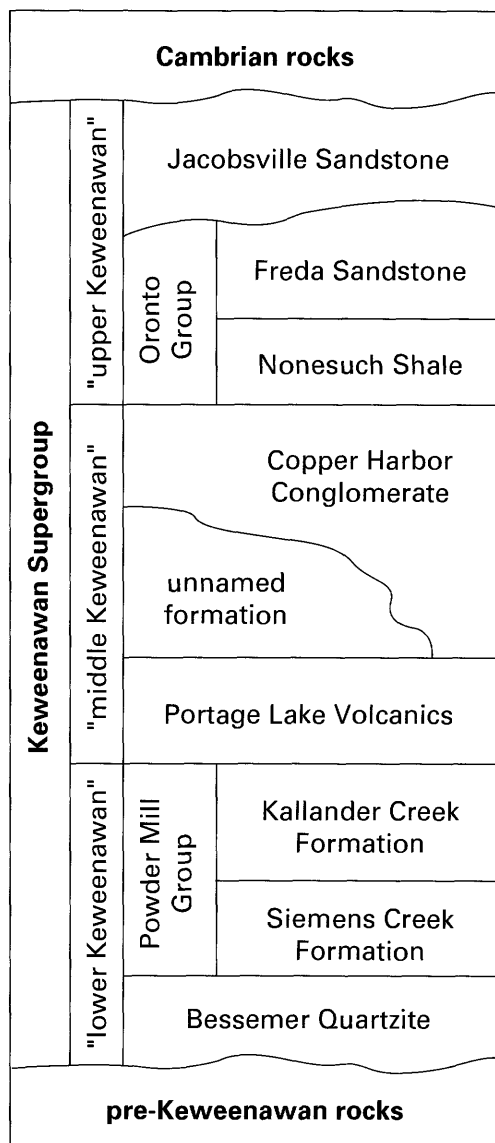 Cambrian rocks
Keweenawan Supergroup
"upper Keweenawan"
Jacobsville Sandstone
Oronto
Group
Freda Sandstone
Nonesuch Shale
"middle Keweenawan"
Copper Harbor
Conglomerate
unnamed
formation
Portage Lake Volcanics
"lower Keweenawan"
Powder Mill
Group
Kallander Creek
Formation
Siemens Creek
Formation
Bessemer Quartzite
pre-Keweenawan rocks